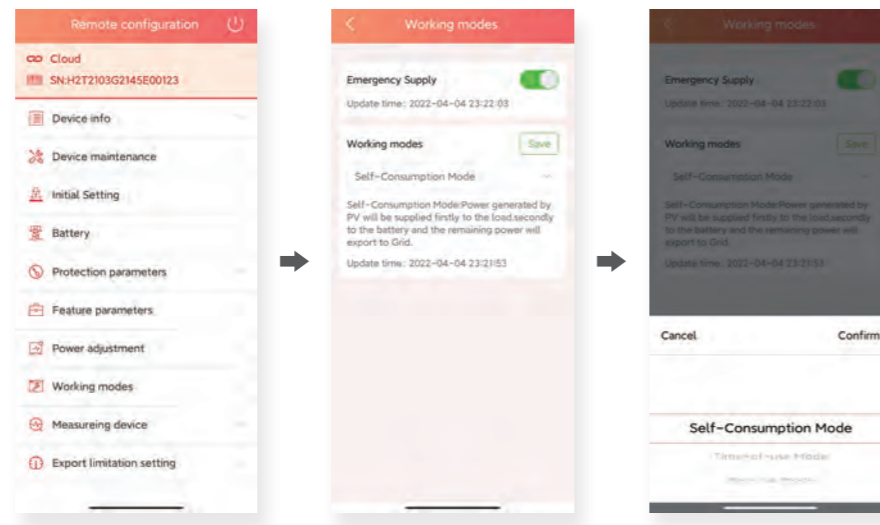 Remote configuration
Cloud
SN:H2T2103G2145E00123
Device info
Device maintenance
Initial Setting
Battery
Protection parameters
Feature parameters
Power adjustment
Working modes
Measureing device
Export limitation setting
Working modes
Emergency Supply
Update time: 2022-04-04 23:22:03
Working modes
Save
Self-Consumption Mode
Self-Consumption Mode:Power generated by
PV will be supplied firstly to the load,secondly
to the battery and the remaining power will
export to Grid.
Update time: 2022-04-04 23:21:53
Working modes
Emergency Supply
Update time: 2022-04-04 23:22:03
Working modes
Save
Self-Consumption Mode
Self-Consumption Mode:Power generated by
PV will be supplied firstly to the load,secondly
to the battery and the remaining power will
export to Grid.
Update time: 2022-04-04 23:21:53
Cancel
Confirm
Self-Consumption Mode
Time-of-use Mode